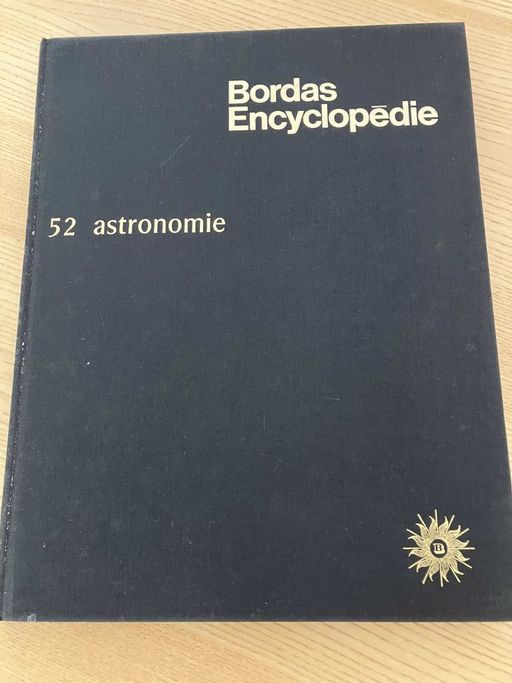 Bordas
Encyclopēdie
52 astronomie
B